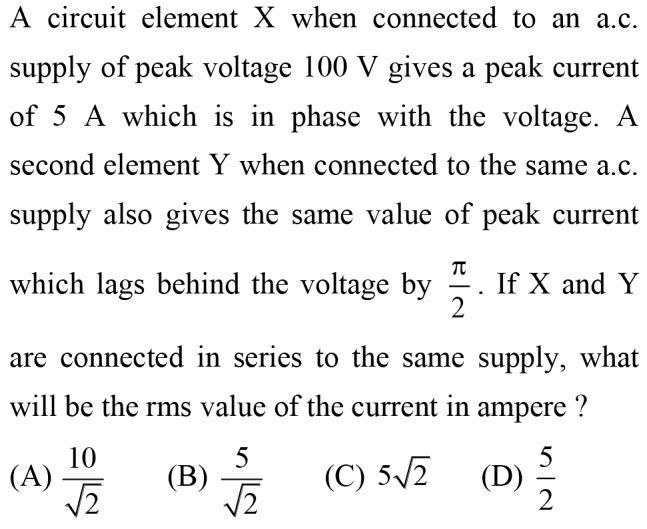 A circuit element X when connected to an a.c.
supply of peak voltage 100 V gives a peak current
of 5 A which is in phase with the voltage. A
second element Y when connected to the same a.c.
supply also gives the same value of peak current
which lags behind the voltage by π/2. If X and Y
are connected in series to the same supply, what
will be the rms value of the current in ampere ?
(A) 10/√2 (B) 5/√2 (C) 5√2 (D) 5/2